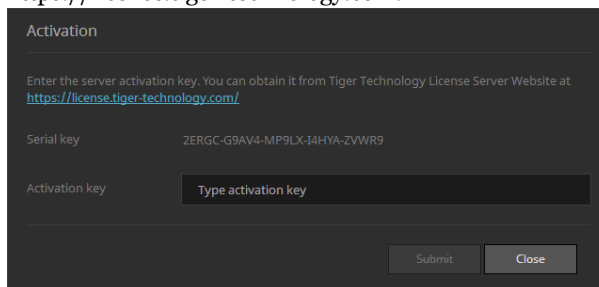 Activation
Enter the server activation key. You can obtain it from Tiger Technology License Server Website at
https://license.tiger-technology.com/
Serial key 2ERGC-G9AV4-MP9LX-I4HYA-ZVWR9
Activation key Type activation key
Submit Close